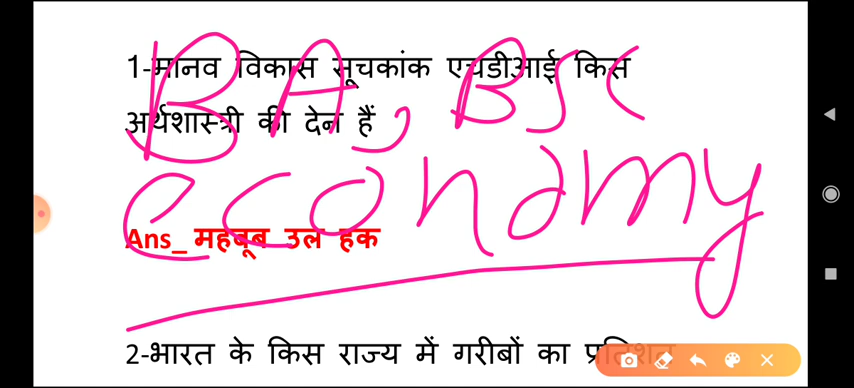 1-मानव विकास सूचकांक एचडीआई किस
अर्थशास्त्री की देन हैं
BA, BSC
economy
Ans_ महबूब उल हक
2-भारत के किस राज्य में गरीबों का